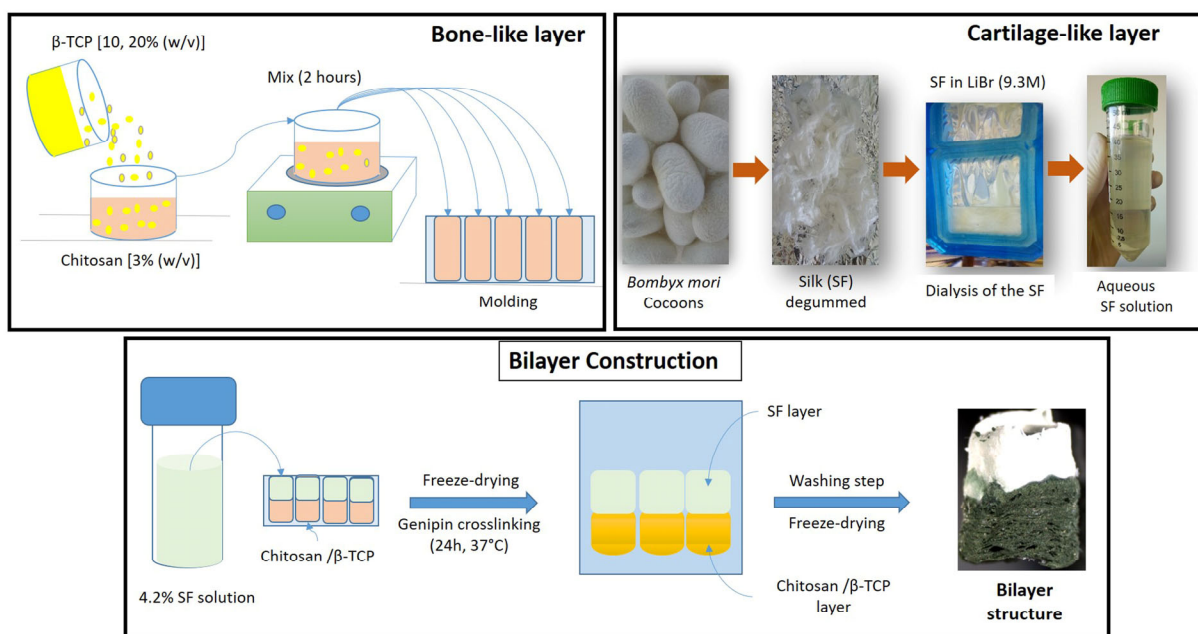 Bone-like layer
β-TCP [10, 20% (w/v)]
Mix (2 hours)
Chitosan [3% (w/v)]
Molding
Cartilage-like layer
SF in LiBr (9.3M)
Bombyx mori
Cocoons
Silk (SF)
degummed
Dialysis of the SF
Aqueous
SF solution
Bilayer Construction
SF layer
Freeze-drying
Genipin crosslinking
(24h, 37°C)
Washing step
Freeze-drying
Chitosan /β-TCP
4.2% SF solution
Chitosan /β-TCP
layer
Bilayer
structure